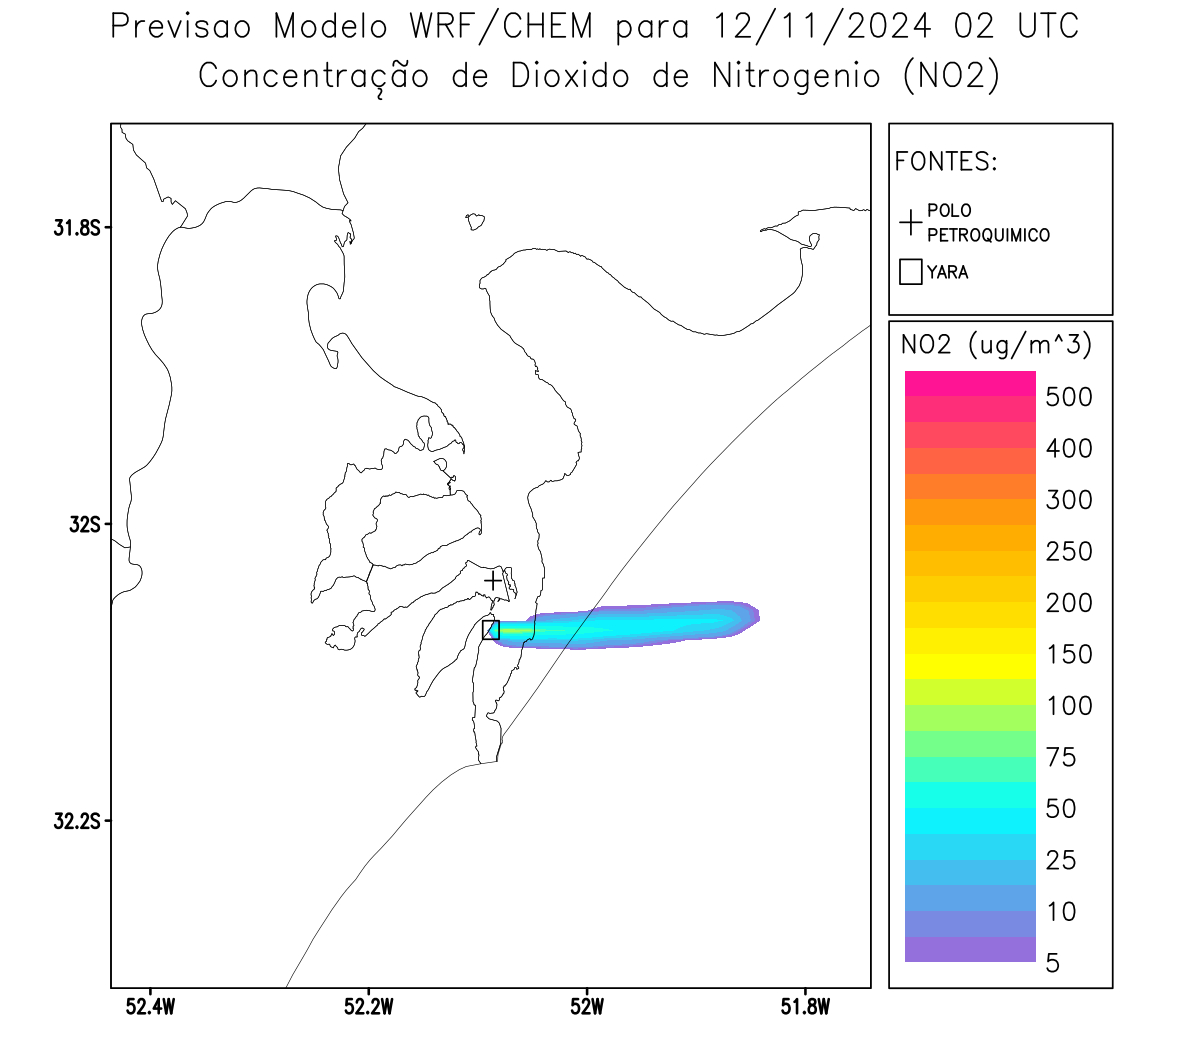 Previsao Modelo WRF/CHEM para 12/11/2024 02 UTC
Concentração de Dioxido de Nitrogenio (NO2)
FONTES:
POLO
PETROQUIMICO
YARA
NO2 (ug/m^3)
500
400
300
250
200
150
100
75
50
25
10
5
31.8S
32S
32.2S
52.4W
52.2W
52W
51.8W